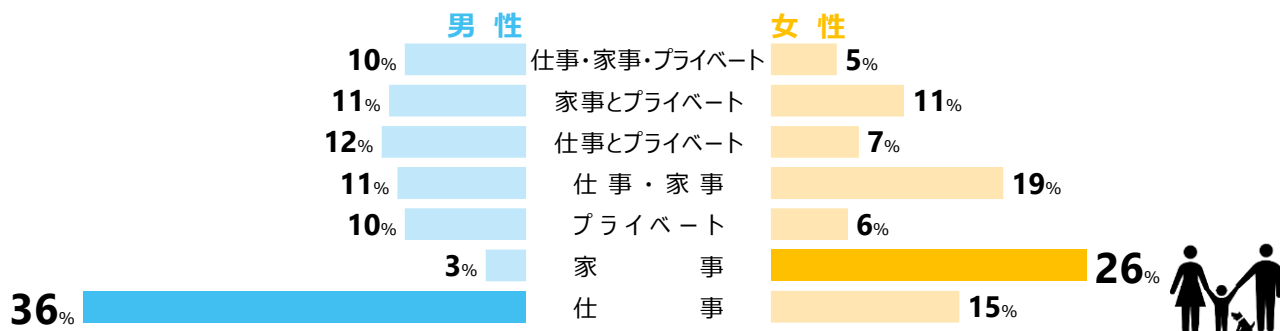 男 性 女 性
10% 仕事・家事・プライベート 5%
11% 家事とプライベート 11%
12% 仕事とプライベート 7%
11% 仕 事 ・ 家 事 19%
10% プ ラ イ ベ ー ト 6%
3% 家 事 26%
36% 仕 事 15%